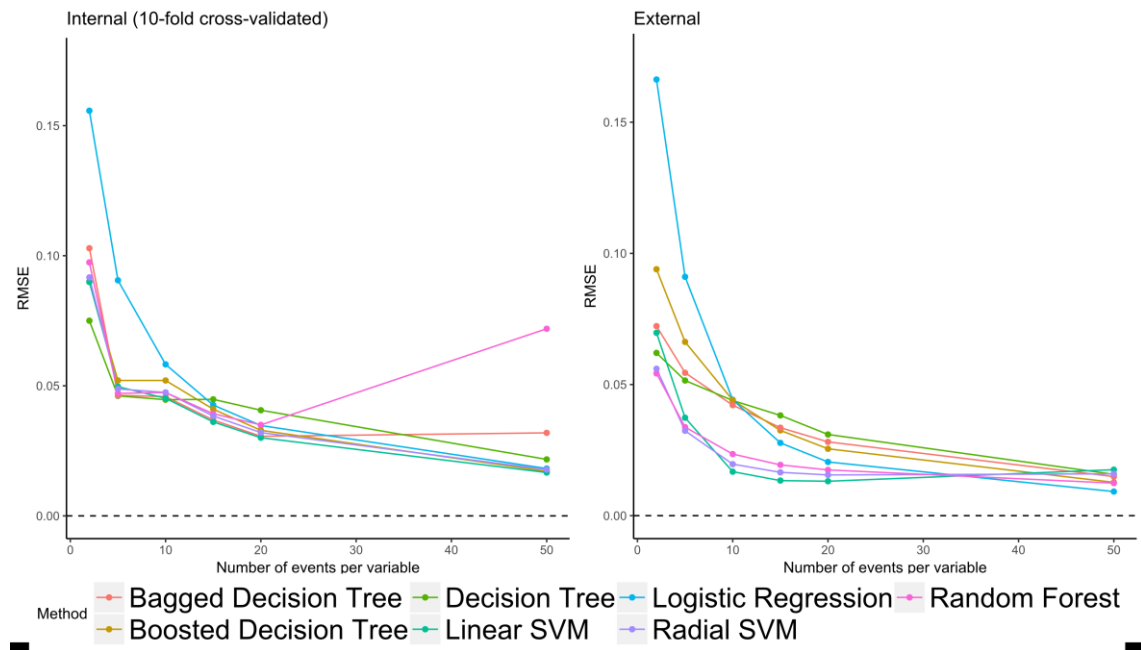 Internal (10-fold cross-validated)
External
0.15
0.10
0.05
0.00
RMSE
0 10 20 30 40 50
Number of events per variable
0.15
0.10
0.05
0.00
RMSE
0 10 20 30 40 50
Number of events per variable
Method
Bagged Decision Tree Decision Tree Logistic Regression Random Forest
Boosted Decision Tree Linear SVM Radial SVM